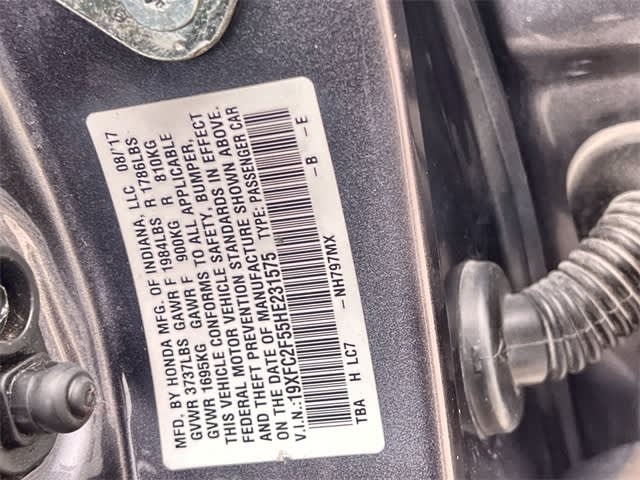 MFD. BY HONDA MFG. OF INDIANA, LLC 08/17
GVWR 3737LBS GAWR F 1984LBS R 1786LBS
GVWR 1695KG GAWR F 900KG R 810KG
THIS VEHICLE CONFORMS TO ALL APPLICABLE
FEDERAL MOTOR VEHICLE SAFETY, BUMPER,
AND THEFT PREVENTION STANDARDS IN EFFECT
ON THE DATE OF MANUFACTURE SHOWN ABOVE.
V.I.N.:19XFC2F55HE231575 TYPE: PASSENGER CAR
TBA H LC7 -NH797MX -B -E